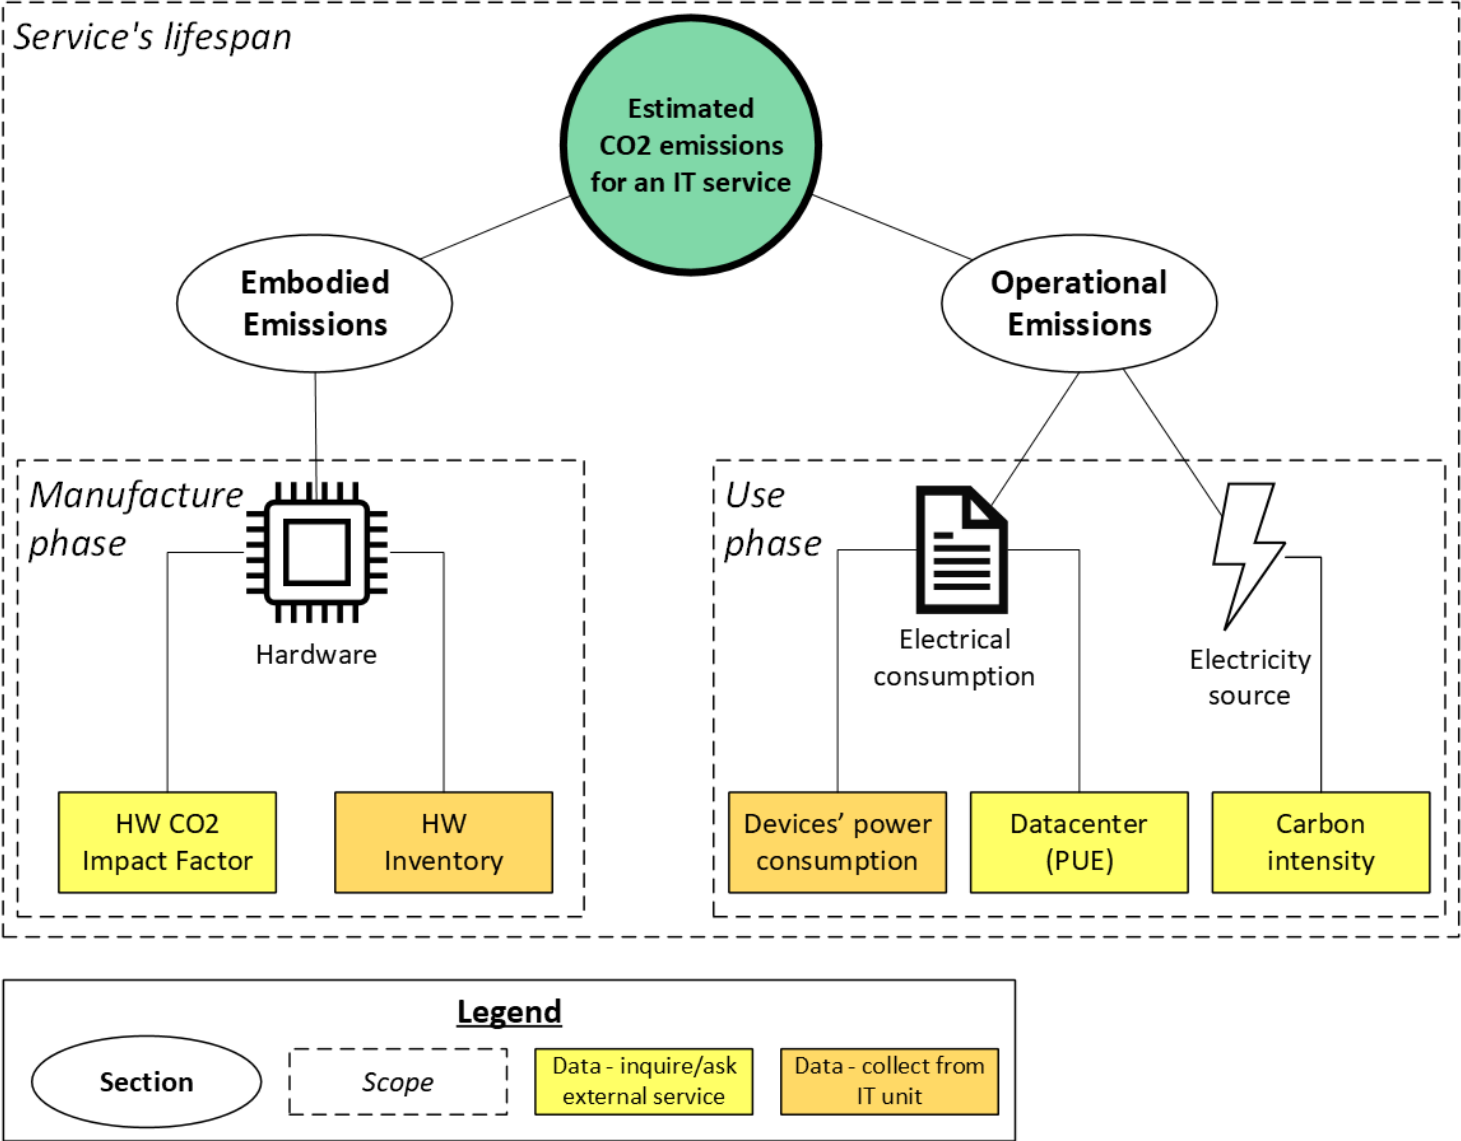 Service's lifespan
Estimated
CO2 emissions
for an IT service
Embodied
Emissions
Operational
Emissions
Manufacture
phase
Hardware
HW CO2
Impact Factor
HW
Inventory
Use
phase
Electrical
consumption
Electricity
source
Devices’ power
consumption
Datacenter
(PUE)
Carbon
intensity
Legend
Section
Scope
Data - inquire/ask
external service
Data - collect from
IT unit